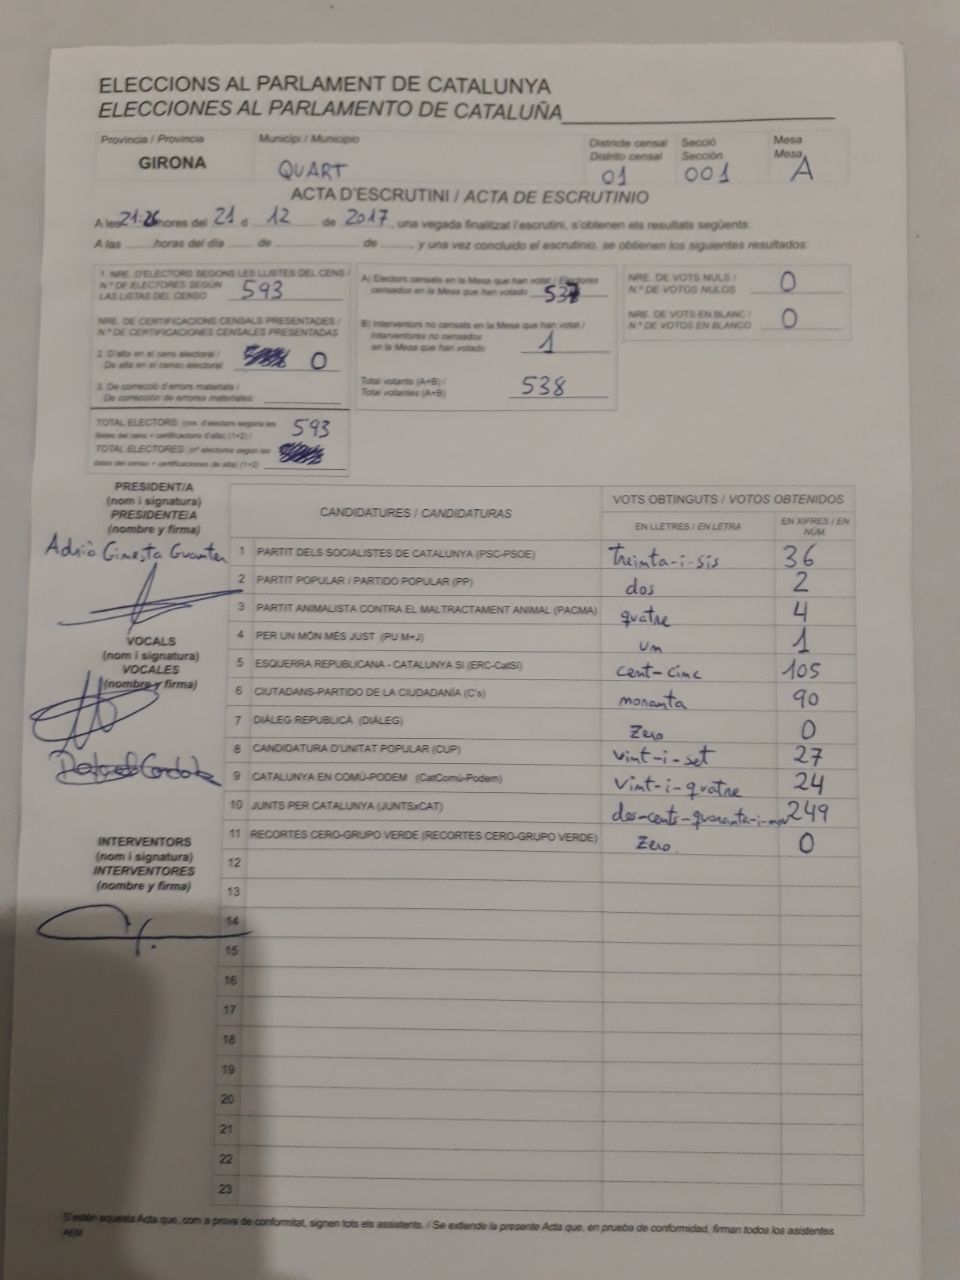 ELECCIONS AL PARLAMENT DE CATALUNYA
ELECCIONES AL PARLAMENTO DE CATALUÑA
Província / Provincia
GIRONA
Municipi / Municipio
QUART
Districte censal
Distrito censal
01
Secció
Sección
001
Mesa
Mesa
A
ACTA D'ESCRUTINI / ACTA DE ESCRUTINIO
A les 21:26 hores del 21 d 12 de 2017, una vegada finalitzat l'escrutini, s'obtenen els resultats següents:
A las horas del día de de , y una vez concluido el escrutinio, se obtienen los siguientes resultados:
1. NRE. D'ELECTORS SEGONS LES LLISTES DEL CENS /
N.º DE ELECTORES SEGÚN
LAS LISTAS DEL CENSO 593
NRE. DE CERTIFICACIONS CENSALS PRESENTADES /
N.º DE CERTIFICACIONES CENSALES PRESENTADAS
2. D'alta en el cens electoral /
De alta en el censo electoral: 0
3. De correcció d'errors materials /
De corrección de errores materiales:
TOTAL ELECTORS: (nre. d'electors segons les
llistes del cens + certificacions d'alta) (1+2) / 593
TOTAL ELECTORES: (nº electores según las
listas del censo + certificaciones de alta) (1+2)
A) Electors censats en la Mesa que han votat / Electores
censados en la Mesa que han votado 537
B) Interventors no censats en la Mesa que han votat /
Interventores no censados
en la Mesa que han votado 1
Total votants (A+B) /
Total votantes (A+B) 538
NRE. DE VOTS NULS /
N.º DE VOTOS NULOS 0
NRE. DE VOTS EN BLANC /
N.º DE VOTOS EN BLANCO 0
PRESIDENT/A
(nom i signatura)
PRESIDENTE/A
(nombre y firma)
Adrià Ginesta
VOCALS
(nom i signatura)
VOCALES
(nombre y firma)
INTERVENTORS
(nom i signatura)
INTERVENTORES
(nombre y firma)
CANDIDATURES / CANDIDATURAS
VOTS OBTINGUTS / VOTOS OBTENIDOS
EN LLETRES / EN LETRA
EN XIFRES / EN NÚM.
1 PARTIT DELS SOCIALISTES DE CATALUNYA (PSC-PSOE) treinta-i-sis 36
2 PARTIT POPULAR / PARTIDO POPULAR (PP) dos 2
3 PARTIT ANIMALISTA CONTRA EL MALTRACTAMENT ANIMAL (PACMA) quatre 4
4 PER UN MÓN MÉS JUST (PU M+J) un 1
5 ESQUERRA REPUBLICANA - CATALUNYA SÍ (ERC-CatSí) cent-cinc 105
6 CIUTADANS-PARTIDO DE LA CIUDADANÍA (C's) noranta 90
7 DIÀLEG REPUBLICÀ (DIÀLEG) Zero 0
8 CANDIDATURA D'UNITAT POPULAR (CUP) vint-i-set 27
9 CATALUNYA EN COMÚ-PODEM (CatComú-Podem) Vint-i-quatre 24
10 JUNTS PER CATALUNYA (JUNTSxCAT) dos-cents-quaranta-i-nou 249
11 RECORTES CERO-GRUPO VERDE (RECORTES CERO-GRUPO VERDE) Zero 0
12
13
14
15
16
17
18
19
20
21
22
23
S'estén aquesta Acta que, com a prova de conformitat, signen tots els assistents. / Se extiende la presente Acta que, en prueba de conformidad, firman todos los asistentes.
AEM